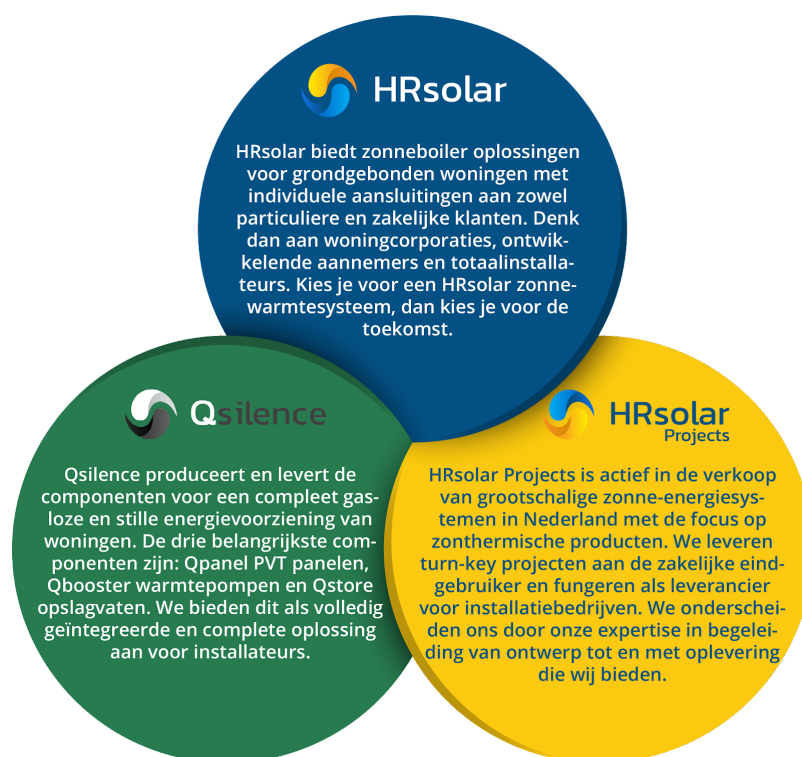 HRsolar
HRsolar biedt zonneboiler oplossingen
voor grondgebonden woningen met
individuele aansluitingen aan zowel
particuliere en zakelijke klanten. Denk
dan aan woningcorporaties, ontwik-
kelende aannemers en totaalinstalla-
teurs. Kies je voor een HRsolar zonne-
warmtesysteem, dan kies je voor de
toekomst.
Qsilence
Qsilence produceert en levert de
componenten voor een compleet gas-
loze en stille energievoorziening van
woningen. De drie belangrijkste com-
ponenten zijn: Qpanel PVT panelen,
Qbooster warmtepompen en Qstore
opslagvaten. We bieden dit als volledig
geïntegreerde en complete oplossing
aan voor installateurs.
HRsolar
Projects
HRsolar Projects is actief in de verkoop
van grootschalige zonne-energiesys-
temen in Nederland met de focus op
zonthermische producten. We leveren
turn-key projecten aan de zakelijke eind-
gebruiker en fungeren als leverancier
voor installatiebedrijven. We onderschei-
den ons door onze expertise in begelei-
ding van ontwerp tot en met oplevering
die wij bieden.